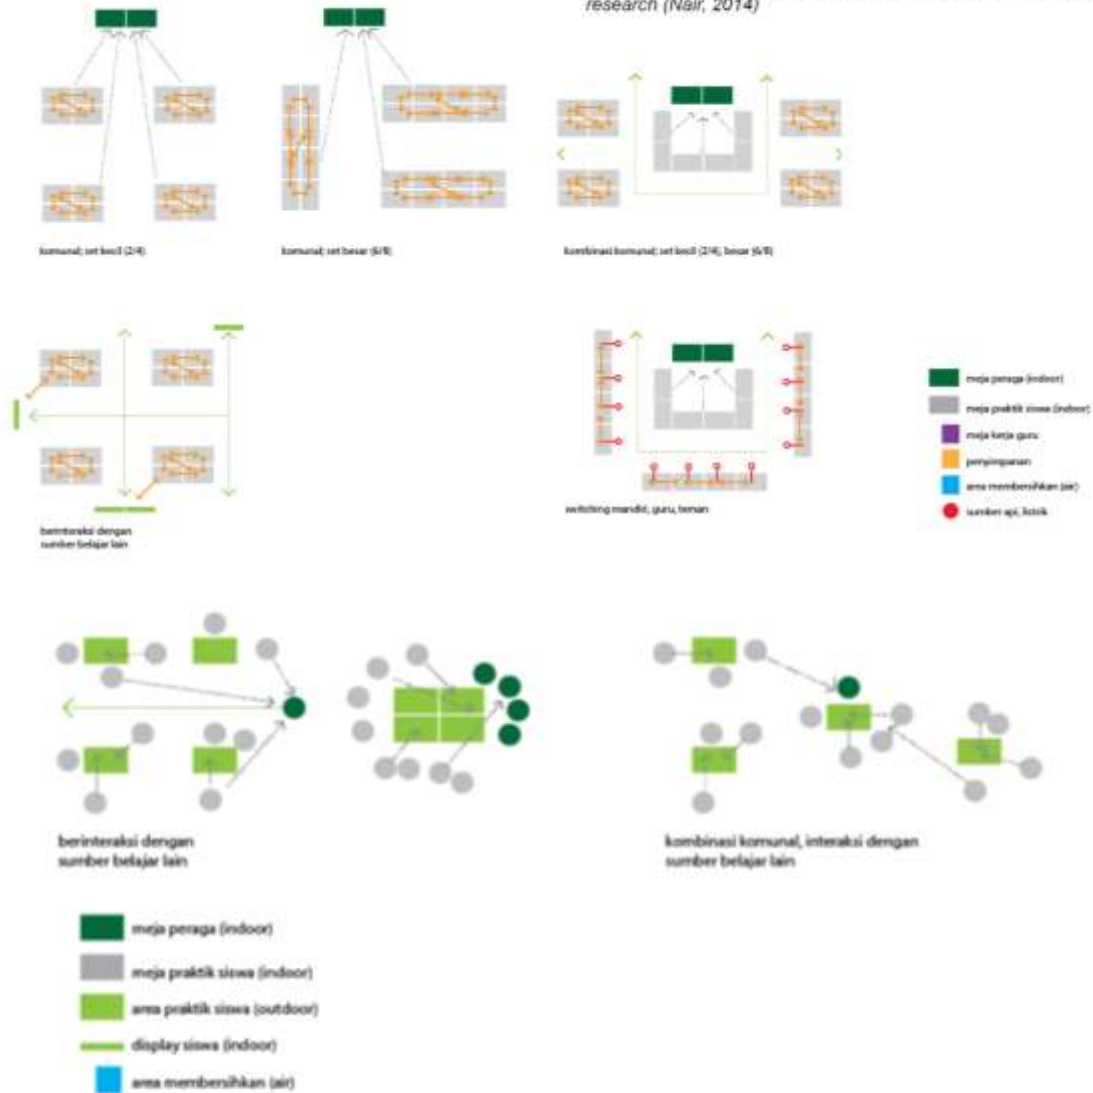 research (Nair, 2014)
komunal; set kecil (2/4)
komunal; set besar (6/8)
kombinasi komunal; set kecil (2/4), besar (6/8)
berinteraksi dengan
sumber belajar lain
switching mandiri, guru, teman
meja peraga (indoor)
meja praktik siswa (indoor)
meja kerja guru
penyimpanan
area membersihkan (air)
sumber api, listrik
berinteraksi dengan
sumber belajar lain
kombinasi komunal, interaksi dengan
sumber belajar lain
meja peraga (indoor)
meja praktik siswa (indoor)
area praktik siswa (outdoor)
display siswa (indoor)
area membersihkan (air)